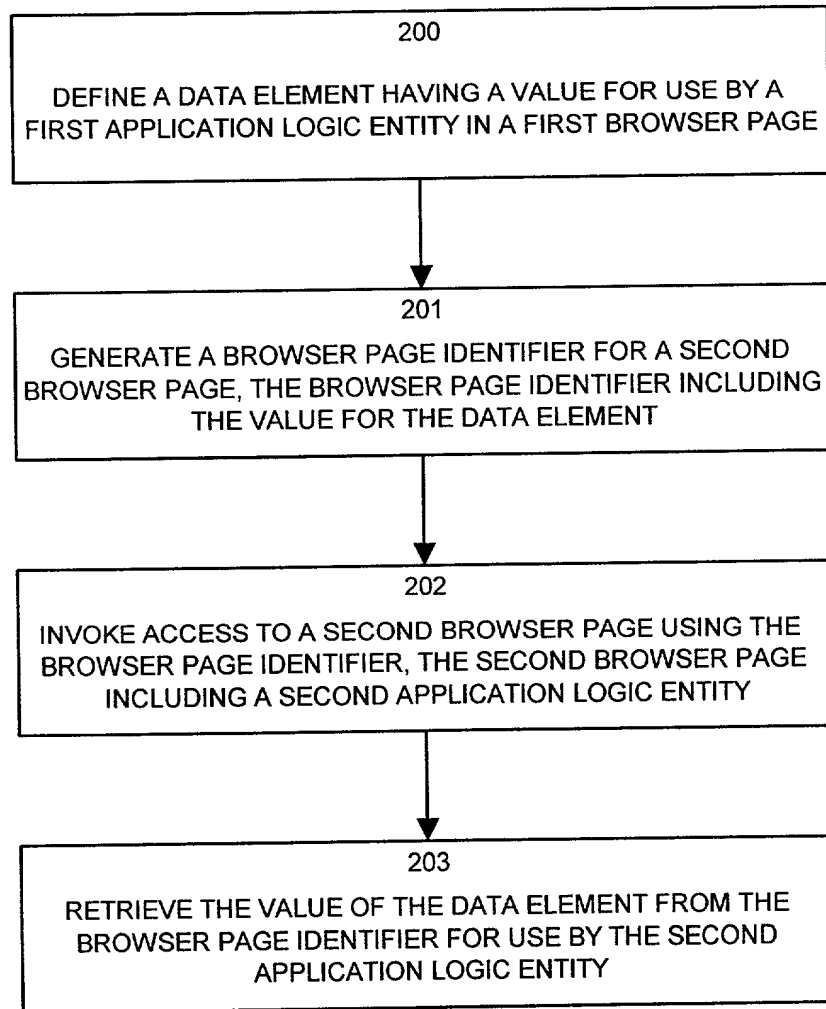 200
DEFINE A DATA ELEMENT HAVING A VALUE FOR USE BY A
FIRST APPLICATION LOGIC ENTITY IN A FIRST BROWSER PAGE
201
GENERATE A BROWSER PAGE IDENTIFIER FOR A SECOND
BROWSER PAGE, THE BROWSER PAGE IDENTIFIER INCLUDING
THE VALUE FOR THE DATA ELEMENT
202
INVOKE ACCESS TO A SECOND BROWSER PAGE USING THE
BROWSER PAGE IDENTIFIER, THE SECOND BROWSER PAGE
INCLUDING A SECOND APPLICATION LOGIC ENTITY
203
RETRIEVE THE VALUE OF THE DATA ELEMENT FROM THE
BROWSER PAGE IDENTIFIER FOR USE BY THE SECOND
APPLICATION LOGIC ENTITY